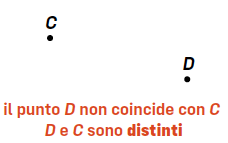 C
D
il punto D non coincide con C
D e C sono distinti